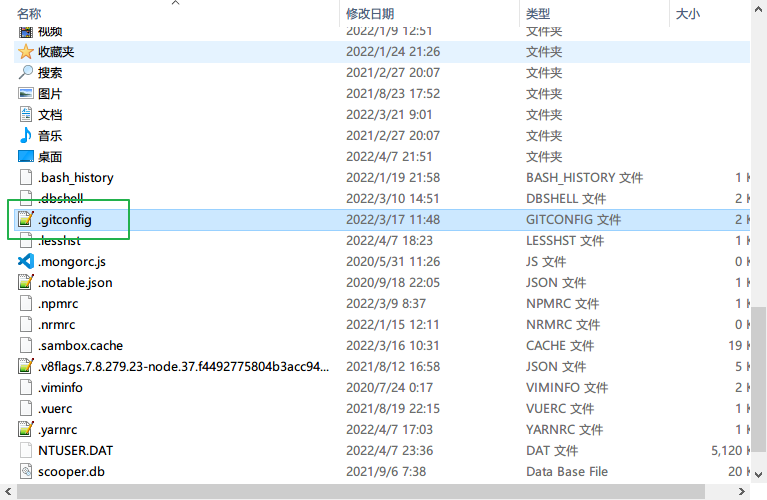 名称 修改日期 类型 大小
视频 2022/1/9 12:51 文件夹
收藏夹 2022/1/24 21:26 文件夹
搜索 2021/2/27 20:07 文件夹
图片 2021/8/23 17:52 文件夹
文档 2022/3/21 9:01 文件夹
音乐 2021/2/27 20:07 文件夹
桌面 2022/4/7 21:51 文件夹
.bash_history 2022/1/19 21:58 BASH_HISTORY 文件 1 K
.dbshell 2022/3/10 14:51 DBSHELL 文件 2 K
.gitconfig 2022/3/17 11:48 GITCONFIG 文件 2 K
.lesshst 2022/4/7 18:23 LESSHST 文件 1 K
.mongorc.js 2020/5/31 11:26 JS 文件 0 K
.notable.json 2020/9/18 22:05 JSON 文件 1 K
.npmrc 2022/3/9 8:37 NPMRC 文件 1 K
.nrmrc 2022/1/15 12:11 NRMRC 文件 0 K
.sambox.cache 2022/3/16 10:31 CACHE 文件 19 K
.v8flags.7.8.279.23-node.37.f4492775804b3acc94... 2021/8/12 16:58 JSON 文件 5 K
.viminfo 2020/7/24 0:17 VIMINFO 文件 2 K
.vuerc 2021/8/19 22:15 VUERC 文件 1 K
.yarnrc 2022/4/7 17:03 YARNRC 文件 1 K
NTUSER.DAT 2022/4/7 23:36 DAT 文件 5,120 K
scooper.db 2021/9/6 7:38 Data Base File 20 K